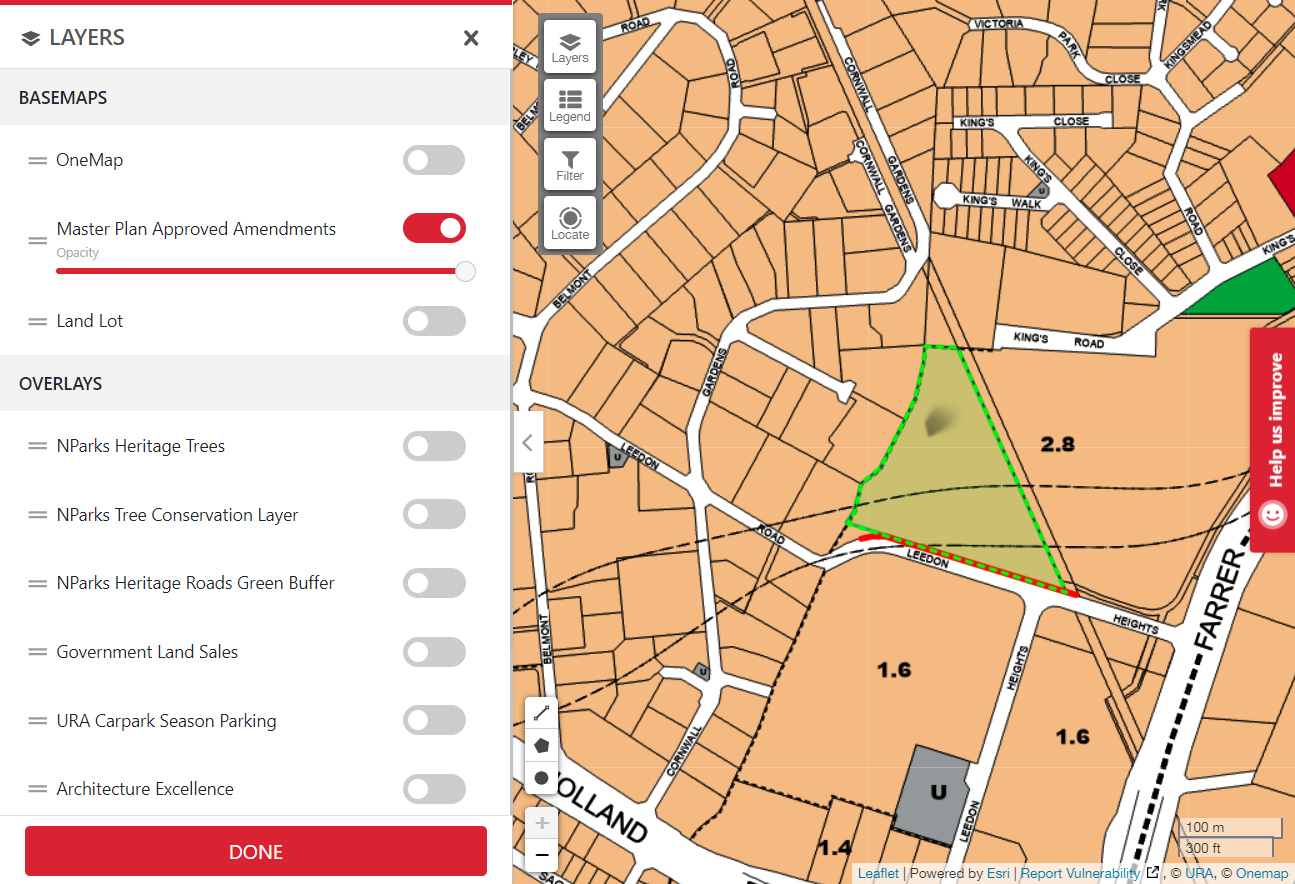 LAYERS
BASEMAPS
OneMap
Master Plan Approved Amendments
Opacity
Land Lot
OVERLAYS
NParks Heritage Trees
NParks Tree Conservation Layer
NParks Heritage Roads Green Buffer
Government Land Sales
URA Carpark Season Parking
Architecture Excellence
DONE
Layers
Legend
Filter
Locate
ROAD
ROAD
CORNWALL
GARDENS
CORNWALL
GARDENS
VICTORIA
PARK
CLOSE
KINGSMEAD
KING'S
CLOSE
KING'S
CLOSE
KING'S WALK
U
ROAD
KING'S
KING'S ROAD
BELMONT
GARDENS
LEEDON
ROAD
U
2.8
LEEDON
HEIGHTS
HEIGHTS
LEEDON
FARRER
BELMONT
U
CORNWALL
1.6
1.6
U
1.4
Help us improve
100 m
300 ft
Leaflet | Powered by Esri | Report Vulnerability , © URA, © Onemap